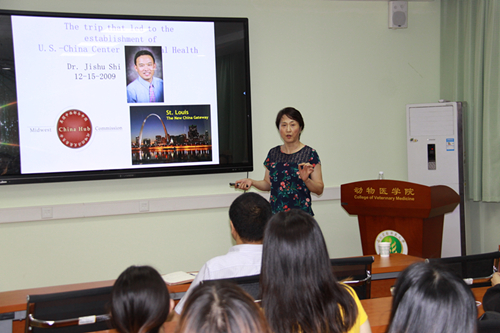 The trip that led to the
establishment of
U.S.-China Center
al Health
Dr. Jishu Shi
12-15-2009
Midwest
China Hub
Commission
St. Louis
The New China Gateway
动物医学院
College of Veterinary Medicine